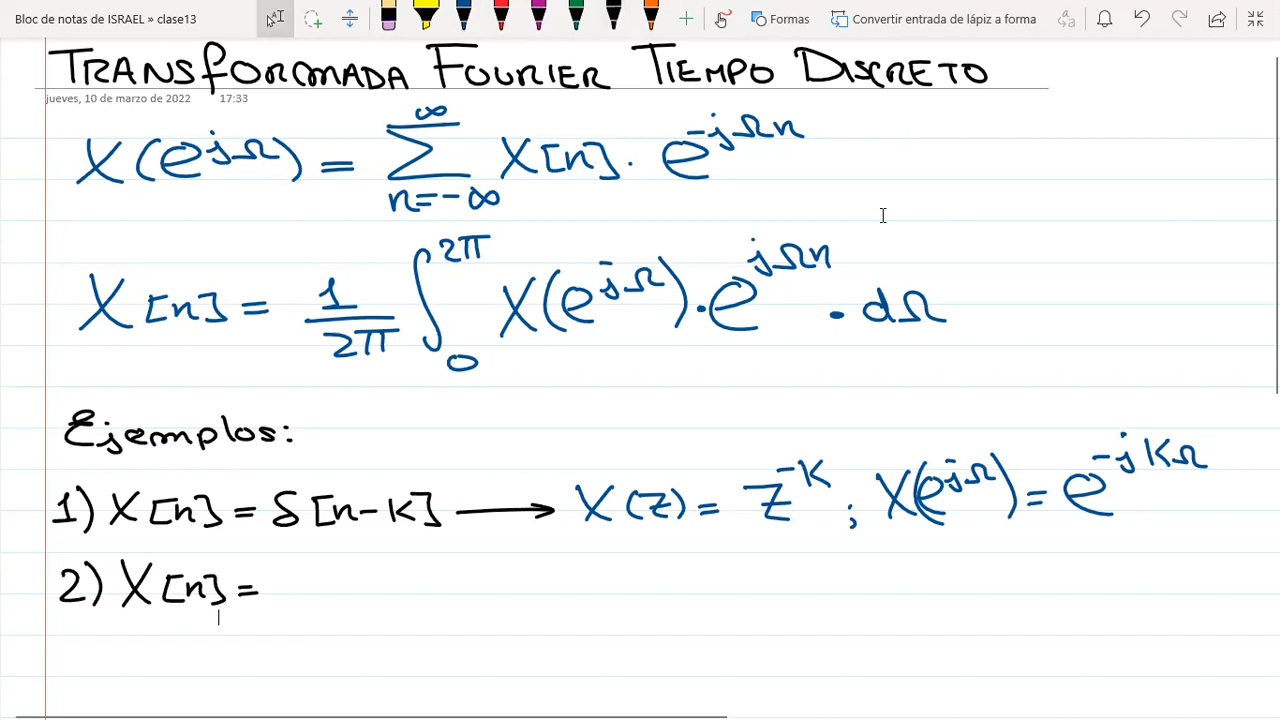 Bloc de notas de ISRAEL » clase13
Formas
Convertir entrada de lápiz a forma
TRANSFORMADA FOURIER TIEMPO DISCRETO
jueves, 10 de marzo de 2022 17:33
X(e^{jΩ}) = ∑_{n=-∞}^{∞} X[n] · e^{-jΩn}
X[n] = 1/2π ∫_0^{2π} X(e^{jΩ}) · e^{jΩn} · dΩ
Ejemplos:
1) X[n] = δ[n-K] ⟶ X(z) = z^{-K} ; X(e^{jΩ}) = e^{-jKΩ}
2) X[n] =